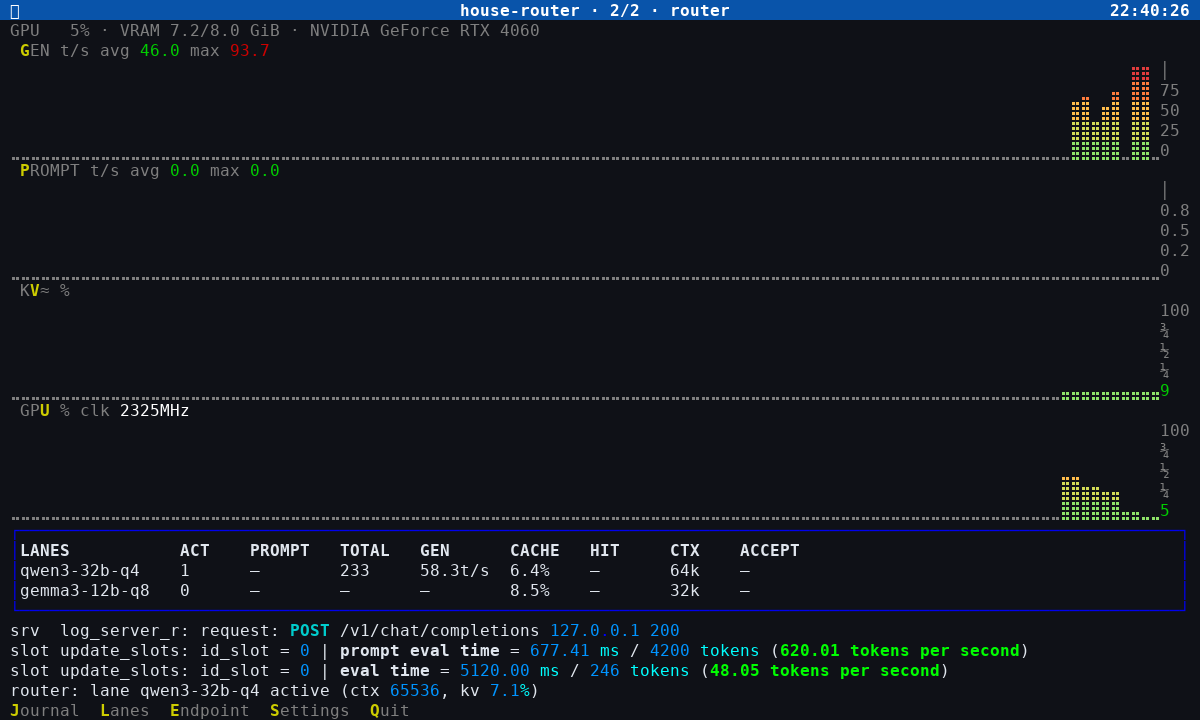 house-router · 2/2 · router 22:40:26
GPU 5% · VRAM 7.2/8.0 GiB · NVIDIA GeForce RTX 4060
GEN t/s avg 46.0 max 93.7
75
50
25
0
PROMPT t/s avg 0.0 max 0.0
0.8
0.5
0.2
0
KV≈ %
100
¾
½
¼
9
GPU % clk 2325MHz
100
¾
½
¼
5
LANES ACT PROMPT TOTAL GEN CACHE HIT CTX ACCEPT
qwen3-32b-q4 1 — 233 58.3t/s 6.4% — 64k —
gemma3-12b-q8 0 — — — 8.5% — 32k —
srv log_server_r: request: POST /v1/chat/completions 127.0.0.1 200
slot update_slots: id_slot = 0 | prompt eval time = 677.41 ms / 4200 tokens (620.01 tokens per second)
slot update_slots: id_slot = 0 | eval time = 5120.00 ms / 246 tokens (48.05 tokens per second)
router: lane qwen3-32b-q4 active (ctx 65536, kv 7.1%)
Journal Lanes Endpoint Settings Quit